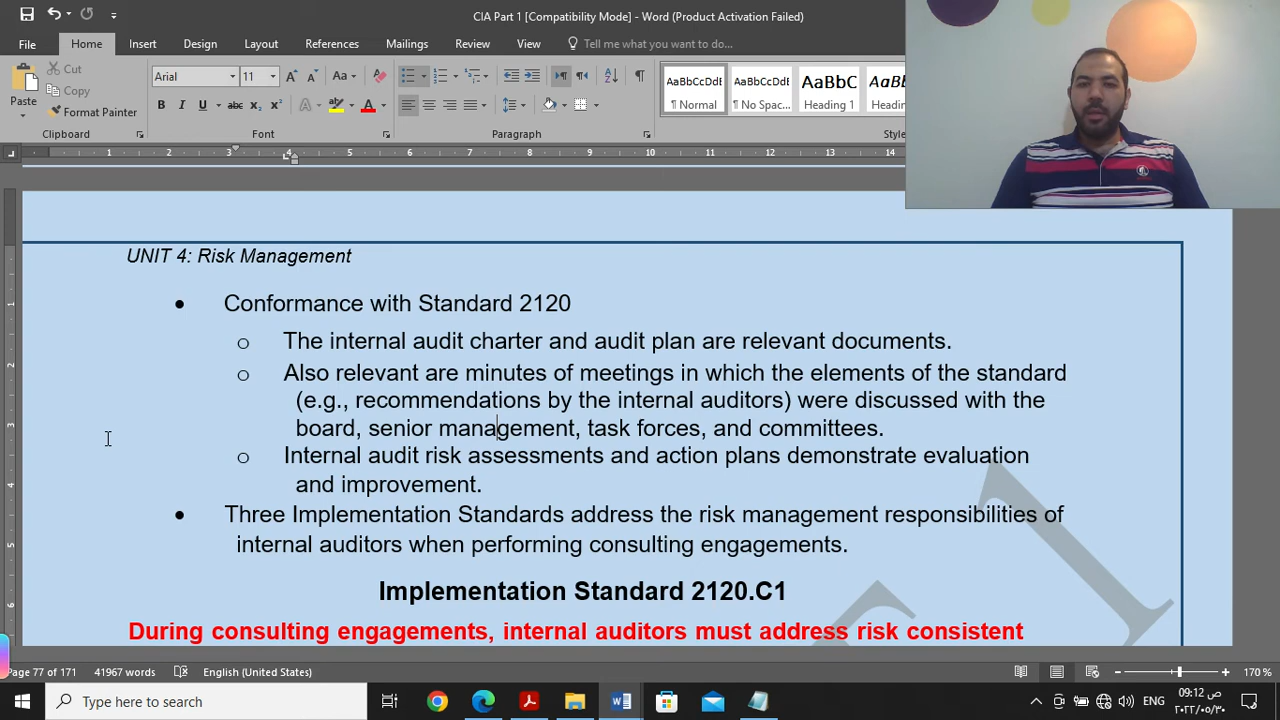 CIA Part 1 [Compatibility Mode] - Word (Product Activation Failed)
File Home Insert Design Layout References Mailings Review View Tell me what you want to do...
Paste
Cut
Copy
Format Painter
Clipboard
Arial 11
Font
Paragraph
AaBbCcDdE AaBbCcDdE AaBbC
¶ Normal ¶ No Spac... Heading
UNIT 4: Risk Management
• Conformance with Standard 2120
o The internal audit charter and audit plan are relevant documents.
o Also relevant are minutes of meetings in which the elements of the standard
(e.g., recommendations by the internal auditors) were discussed with the
board, senior management, task forces, and committees.
o Internal audit risk assessments and action plans demonstrate evaluation
and improvement.
• Three Implementation Standards address the risk management responsibilities of
internal auditors when performing consulting engagements.
Implementation Standard 2120.C1
During consulting engagements, internal auditors must address risk consistent
Page 77 of 171 41967 words English (United States) 170 %
Type here to search
ENG
09:12 ص
٢٠٢٢/٠٥/٣٠